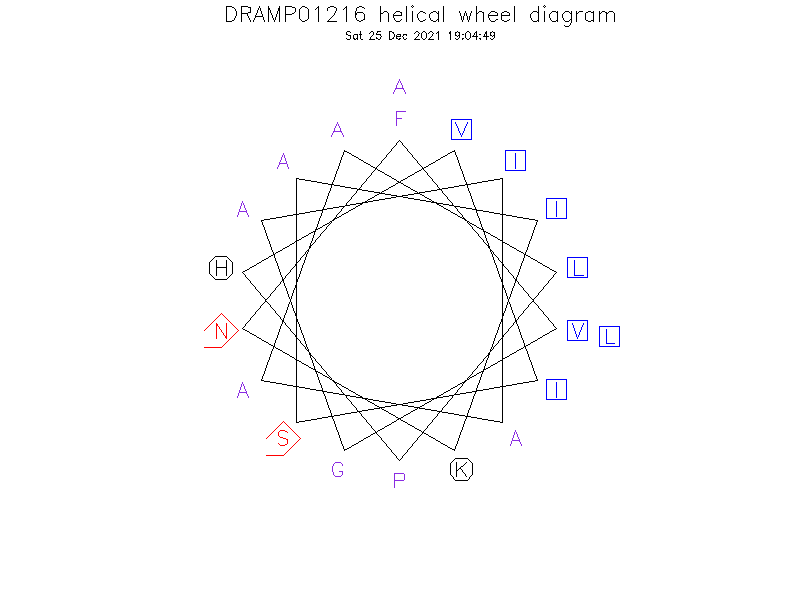 DRAMP01216 helical wheel diagram
Sat 25 Dec 2021 19:04:49
A
F
A V
A I
A I
H L
N V L
A I
S A
G K
P